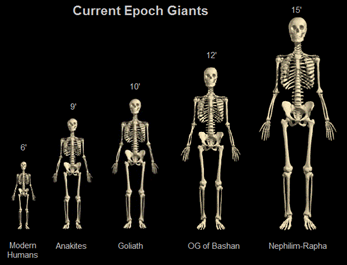 Current Epoch Giants
15'
12'
10'
9'
6'
Modern
Humans
Anakites
Goliath
OG of Bashan
Nephilim-Rapha